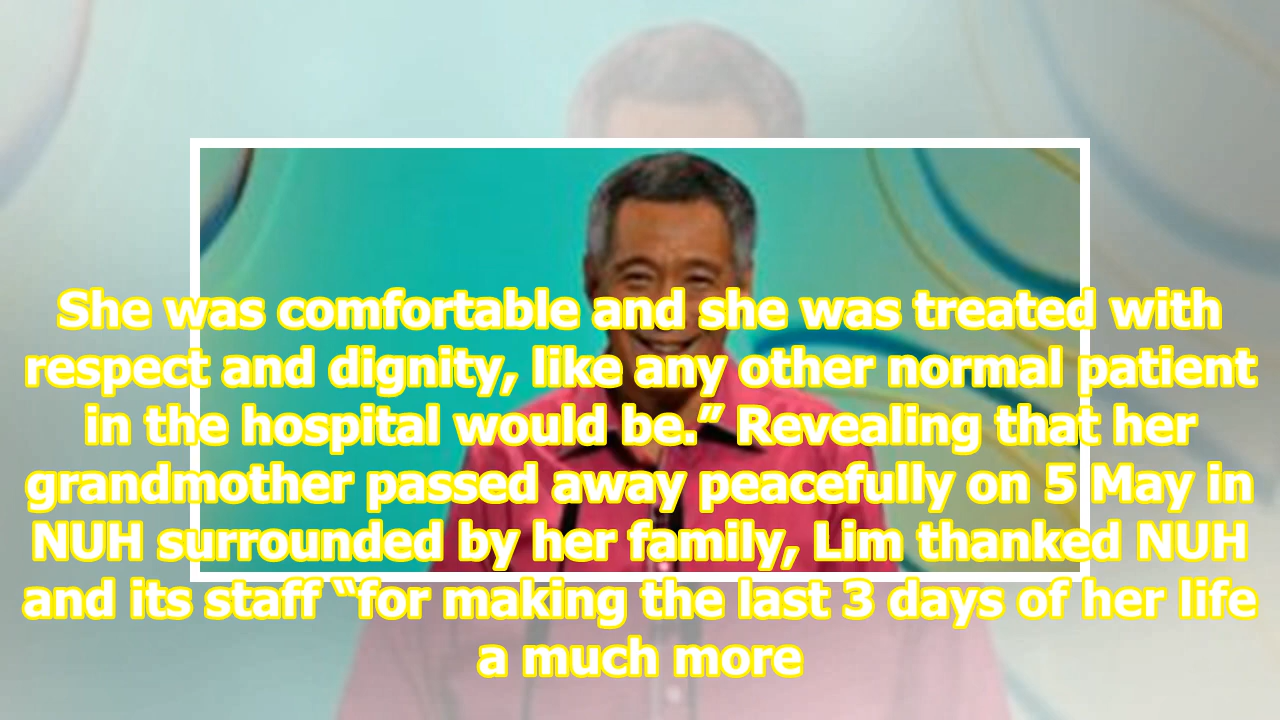 She was comfortable and she was treated with
respect and dignity, like any other normal patient
in the hospital would be.” Revealing that her
grandmother passed away peacefully on 5 May in
NUH surrounded by her family, Lim thanked NUH
and its staff “for making the last 3 days of her life
a much more